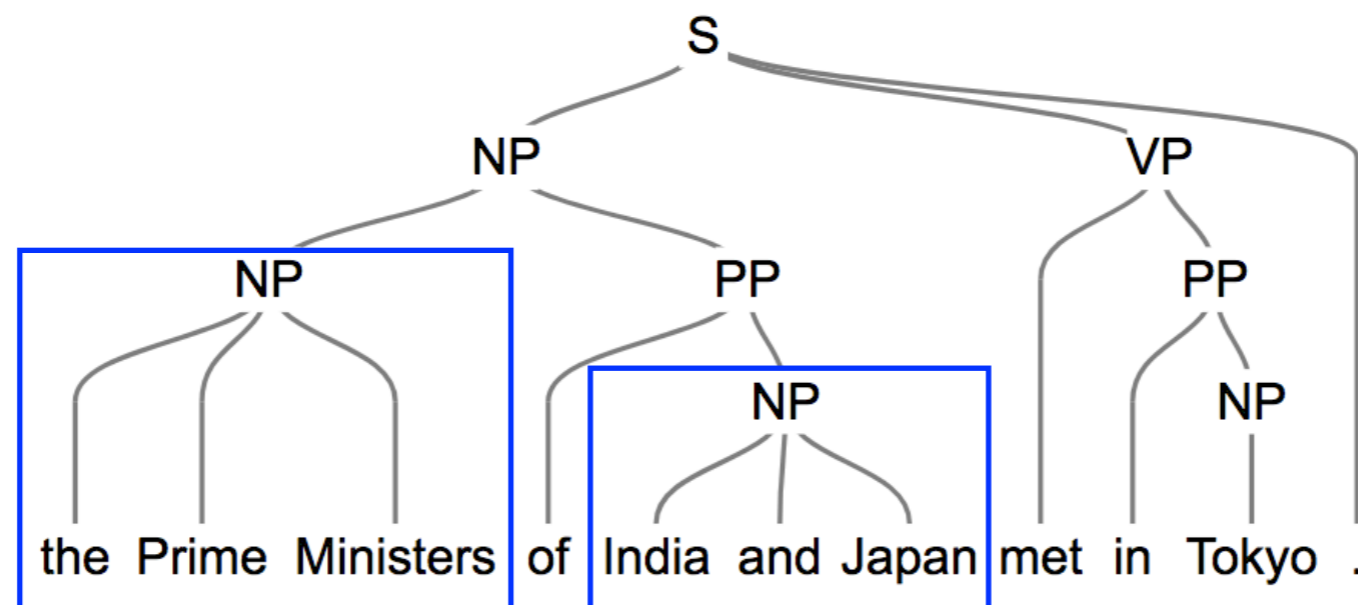 S
NP VP
NP PP PP
NP NP
the Prime Ministers of India and Japan met in Tokyo .